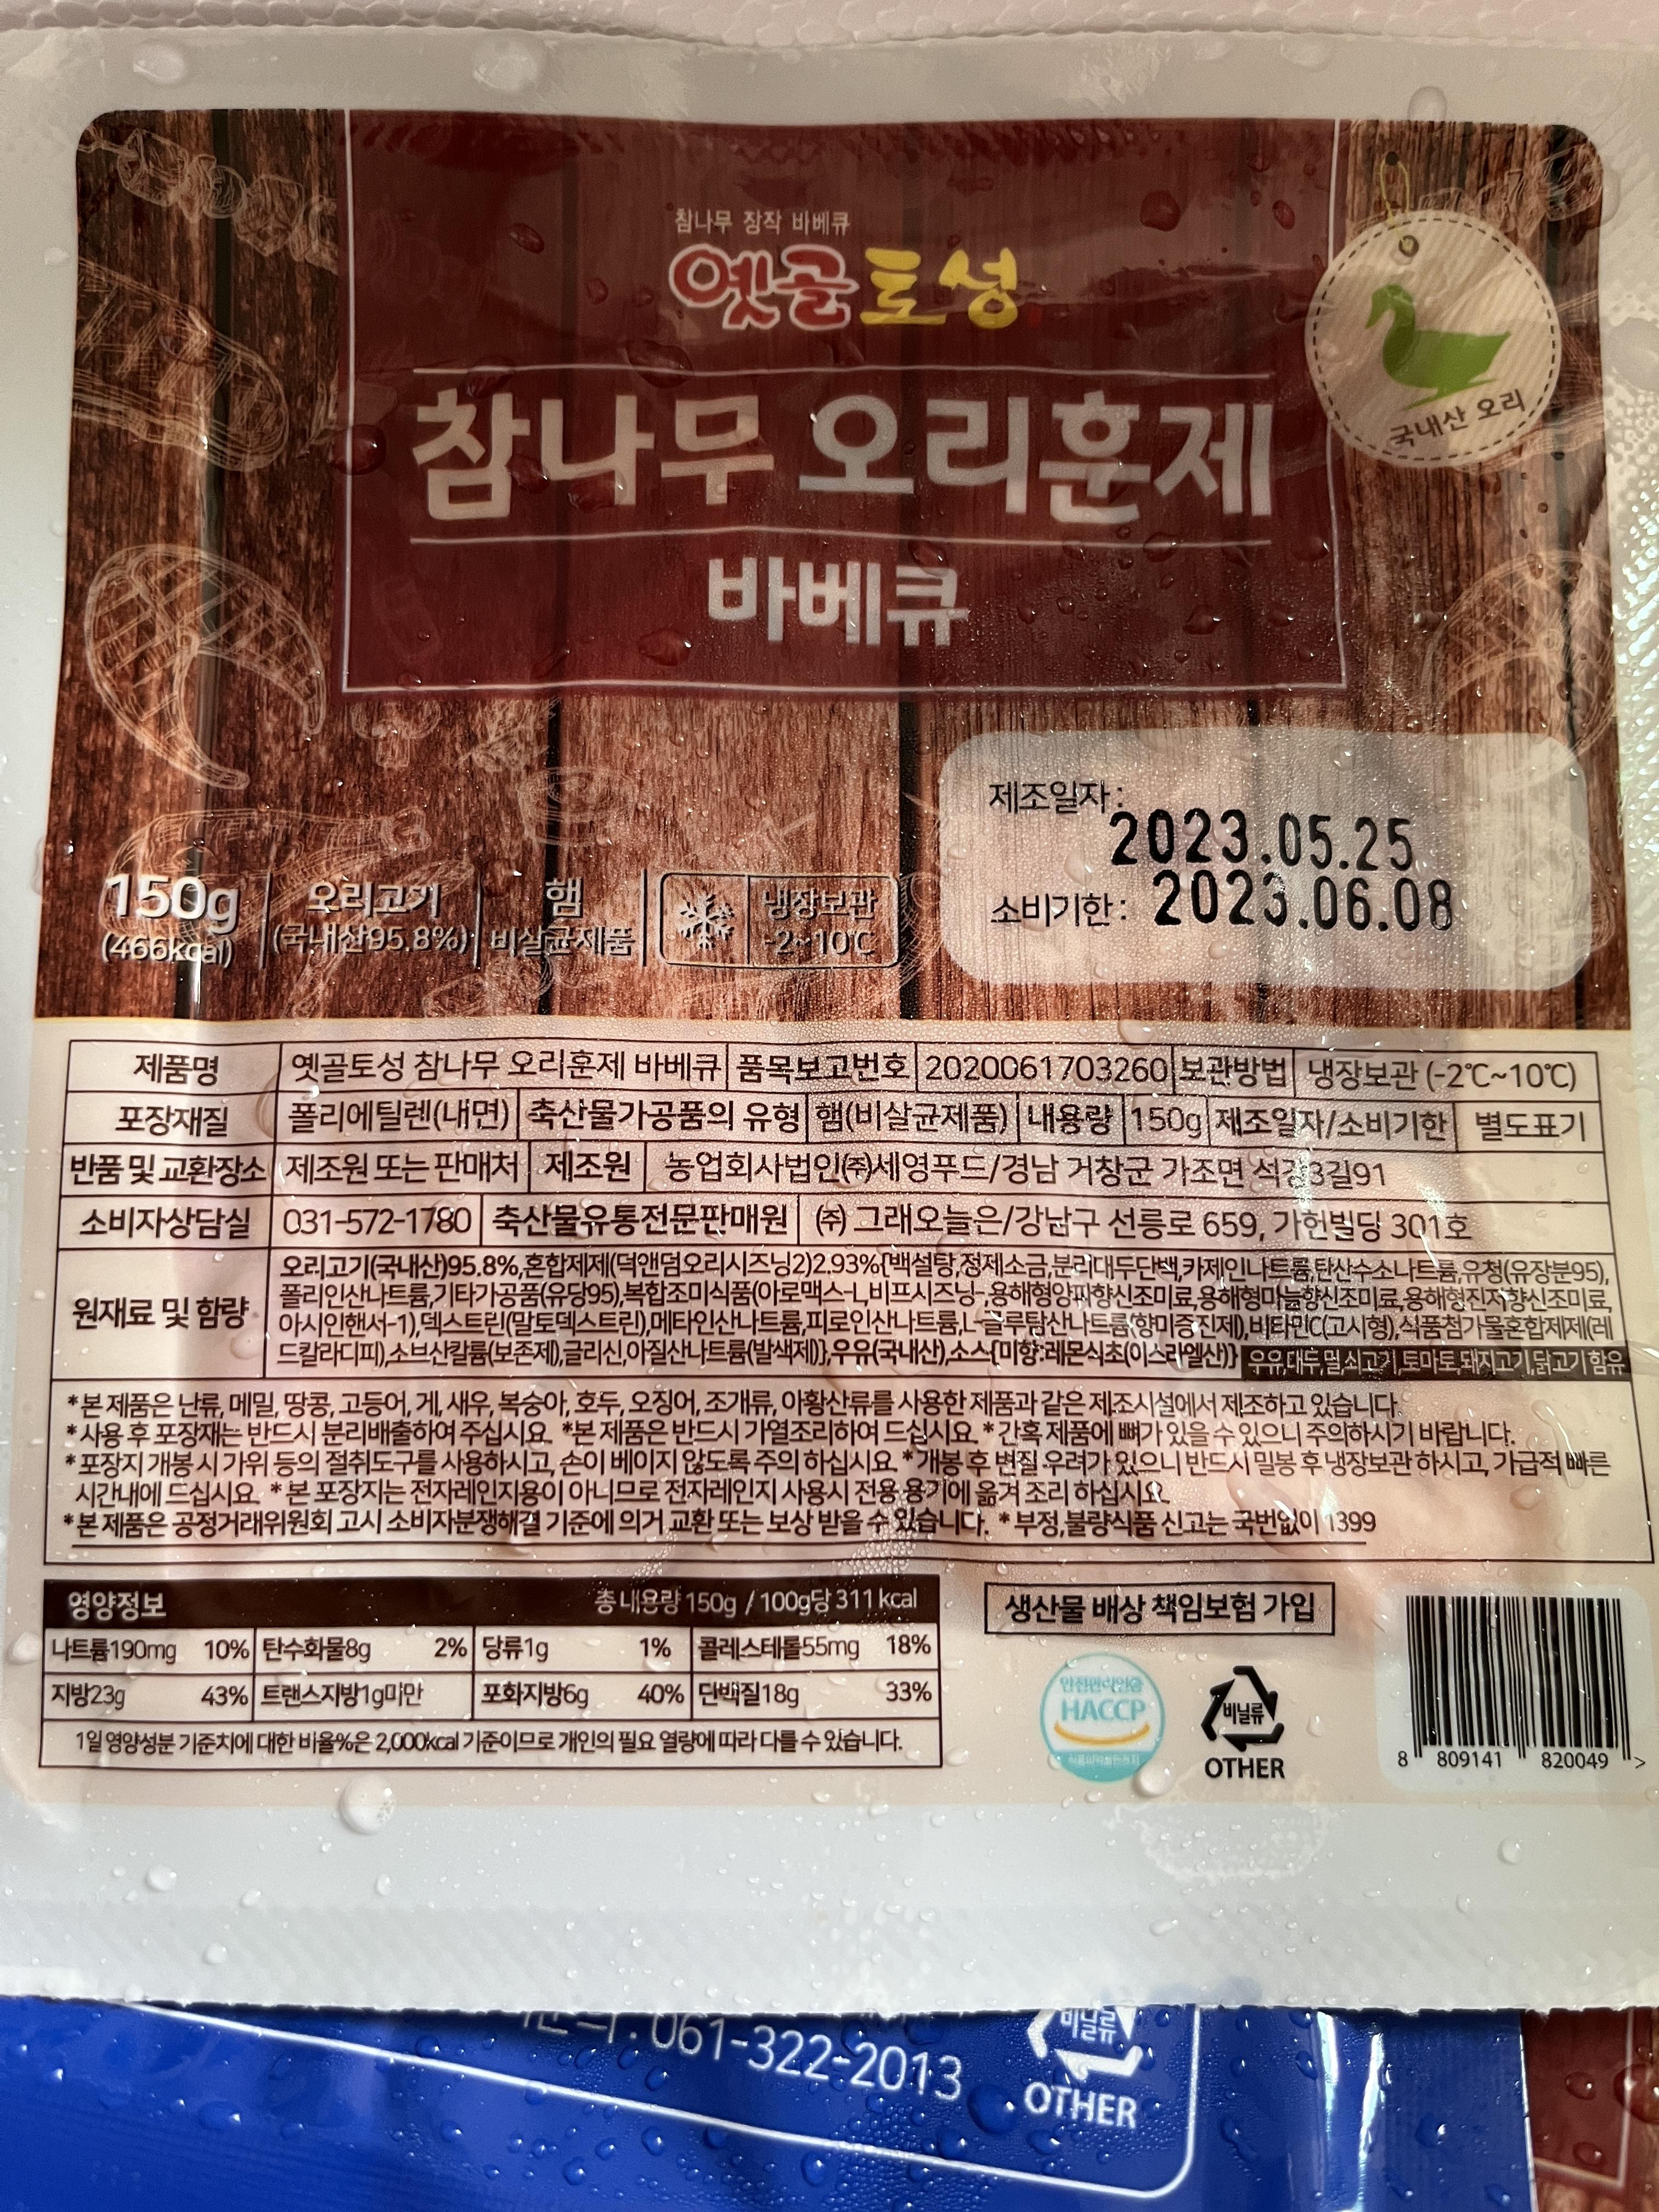 참나무 장작 바베큐
옛골토성
참나무 오리훈제
바베큐
국내산 오리
제조일자 :
2023.05.25
소비기한 : 2023.06.08
150g
(466kcal)
오리고기
(국내산95.8%)
햄
비살균제품
냉장보관
-2~10℃
제품명 옛골토성 참나무 오리훈제 바베큐 품목보고번호 2020061703260 보관방법 냉장보관 (-2℃~10℃)
포장재질 폴리에틸렌(내면) 축산물가공품의 유형 햄(비살균제품) 내용량 150g 제조일자/소비기한 별도표기
반품 및 교환장소 제조원 또는 판매처 제조원 농업회사법인㈜세영푸드/경남 거창군 가조면 석강3길91
소비자상담실 031-572-1780 축산물유통전문판매원 ㈜ 그래오늘은/강남구 선릉로 659, 가헌빌딩 301호
원재료 및 함량
오리고기(국내산)95.8%,혼합제제(덕앤덤오리시즈닝2)2.93%{백설탕,정제소금,분리대두단백,카제인나트륨,탄산수소나트륨,유청(유장분95),
폴리인산나트륨,기타가공품(유당95),복합조미식품(아로맥스-L,비프시즈닝-용해형양파향신조미료,용해형마늘향신조미료,용해형진저향신조미료,
아시인핸서-1),덱스트린(말토덱스트린),메타인산나트륨,피로인산나트륨,L-글루탐산나트륨(향미증진제),비타민C(고시형),식품첨가물혼합제제(레
드칼라디피),소브산칼륨(보존제),글리신,아질산나트륨(발색제)},우유(국내산),소스{미향:레몬식초(이스라엘산)} 우유,대두,밀,쇠고기,토마토,돼지고기,닭고기 함유
*본 제품은 난류, 메밀, 땅콩, 고등어, 게, 새우, 복숭아, 호두, 오징어, 조개류, 아황산류를 사용한 제품과 같은 제조시설에서 제조하고 있습니다.
*사용 후 포장재는 반드시 분리배출하여 주십시요. *본 제품은 반드시 가열조리하여 드십시요. *간혹 제품에 뼈가 있을 수 있으니 주의하시기 바랍니다.
*포장지 개봉 시 가위 등의 절취도구를 사용하시고, 손이 베이지 않도록 주의 하십시요. *개봉 후 변질 우려가 있으니 반드시 밀봉 후 냉장보관 하시고, 가급적 빠른
시간내에 드십시요. *본 포장지는 전자레인지용이 아니므로 전자레인지 사용시 전용 용기에 옮겨 조리 하십시요.
*본 제품은 공정거래위원회 고시 소비자분쟁해결 기준에 의거 교환 또는 보상 받을 수 있습니다. *부정,불량식품 신고는 국번없이 1399
영양정보 총 내용량 150g / 100g당 311 kcal
나트륨190mg 10% 탄수화물8g 2% 당류1g 1% 콜레스테롤55mg 18%
지방23g 43% 트랜스지방1g미만 포화지방6g 40% 단백질18g 33%
1일 영양성분 기준치에 대한 비율%은 2,000kcal 기준이므로 개인의 필요 열량에 따라 다를 수 있습니다.
생산물 배상 책임보험 가입
안전관리인증
HACCP
비닐류
OTHER
8 809141 820049 >
061-322-2013
비닐류
OTHER